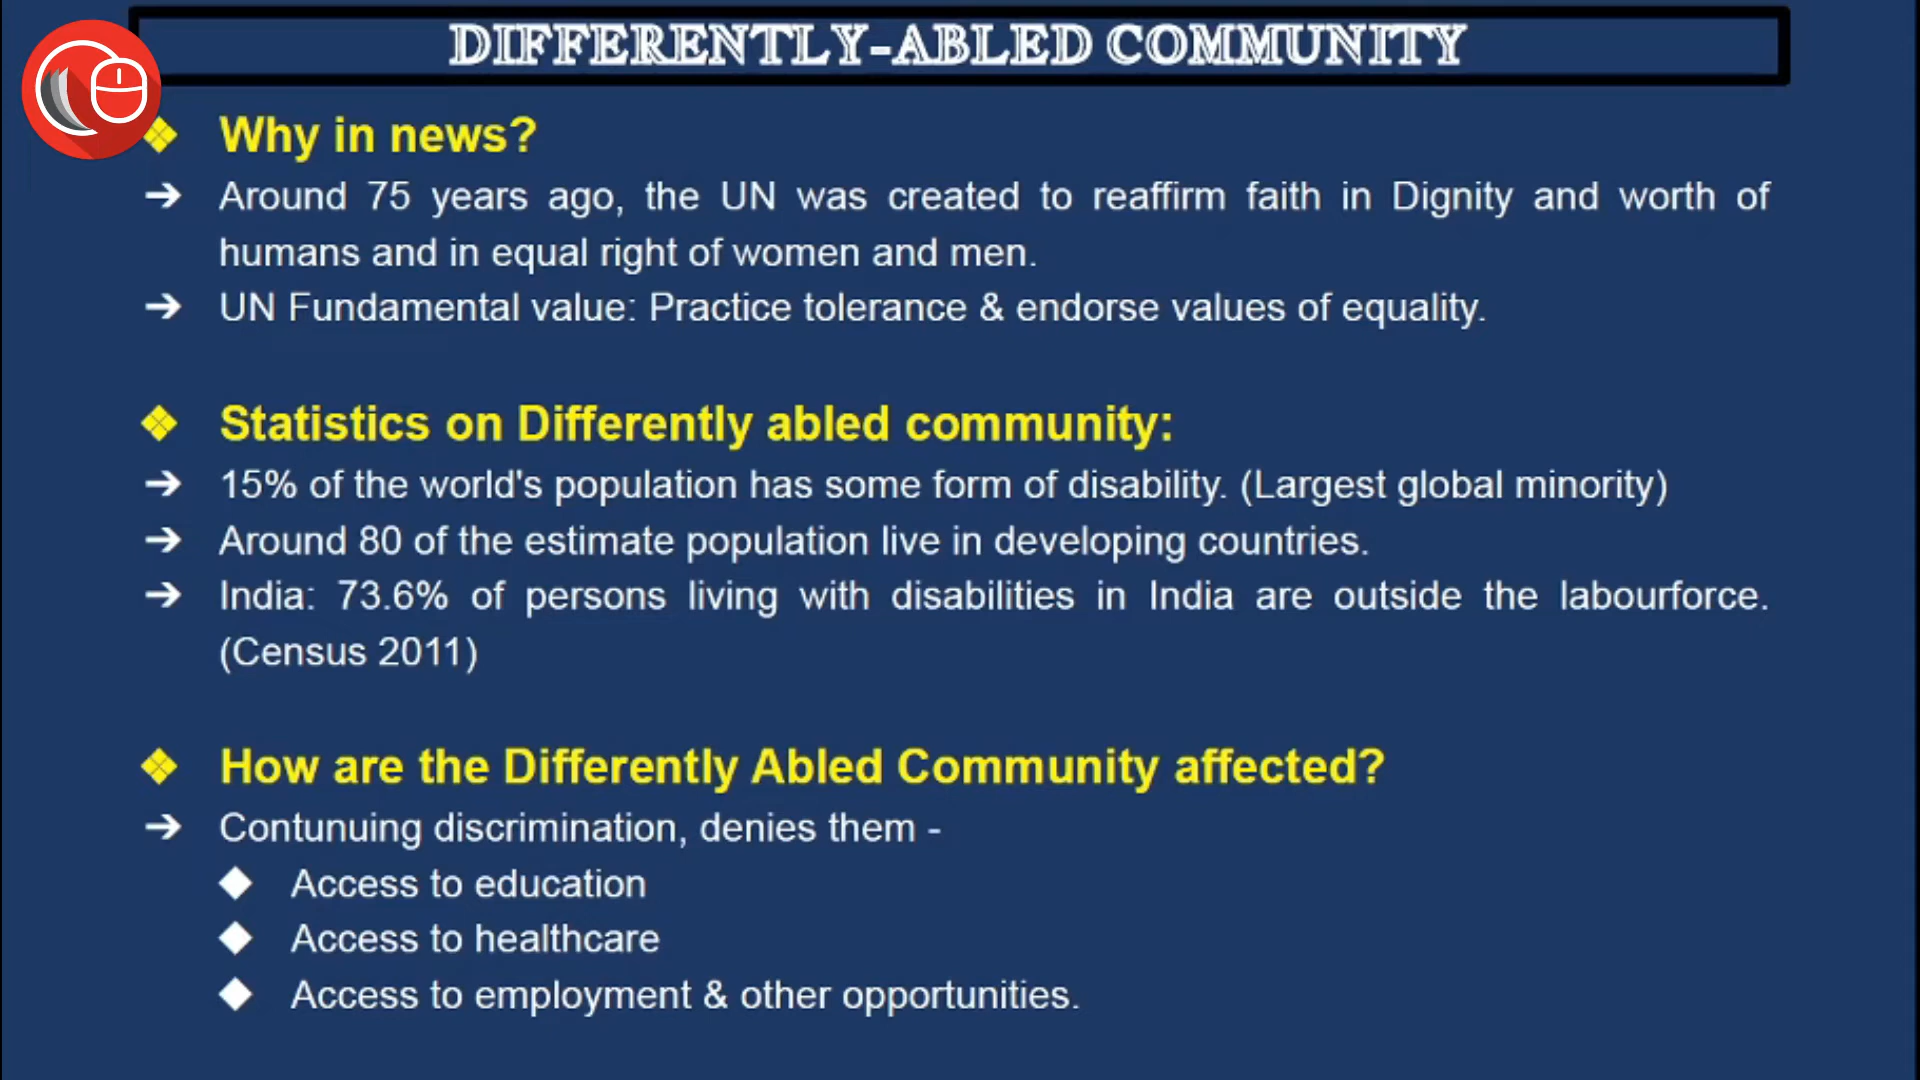 DIFFERENTLY-ABLED COMMUNITY
❖ Why in news?
➔ Around 75 years ago, the UN was created to reaffirm faith in Dignity and worth of
humans and in equal right of women and men.
➔ UN Fundamental value: Practice tolerance & endorse values of equality.
❖ Statistics on Differently abled community:
➔ 15% of the world's population has some form of disability. (Largest global minority)
➔ Around 80 of the estimate population live in developing countries.
➔ India: 73.6% of persons living with disabilities in India are outside the labourforce.
(Census 2011)
❖ How are the Differently Abled Community affected?
➔ Contunuing discrimination, denies them -
◆ Access to education
◆ Access to healthcare
◆ Access to employment & other opportunities.